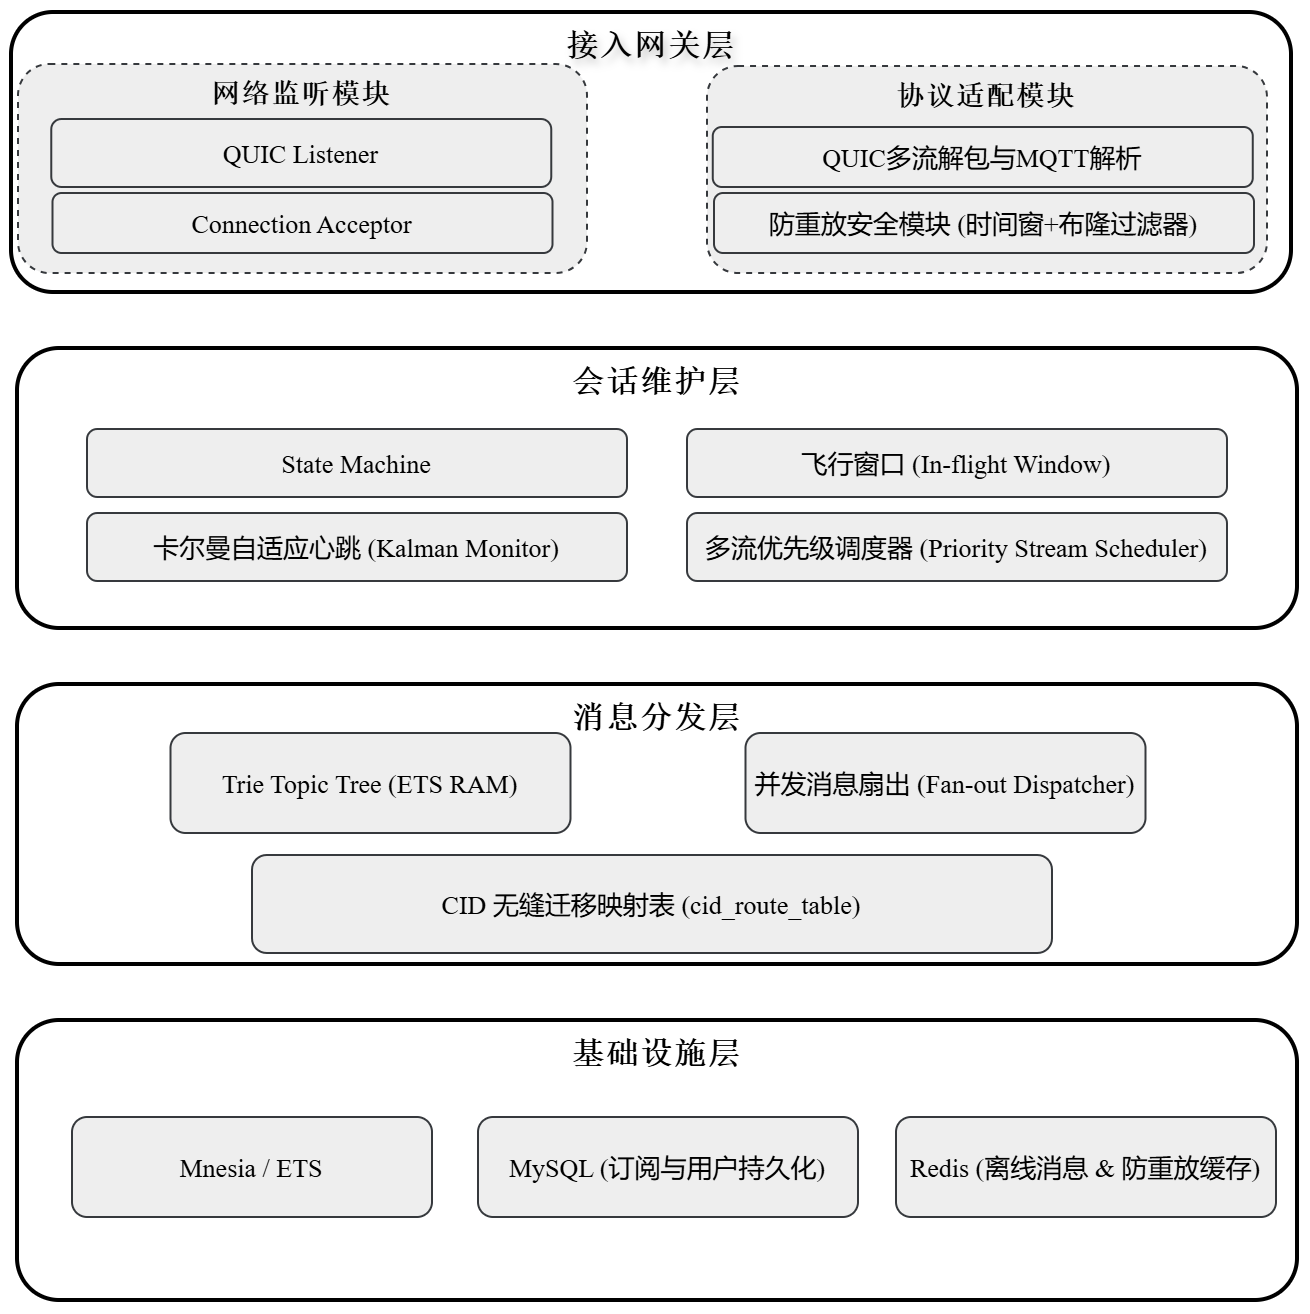 接入网关层
网络监听模块
QUIC Listener
Connection Acceptor
协议适配模块
QUIC多流解包与MQTT解析
防重放安全模块 (时间窗+布隆过滤器)
会话维护层
State Machine
飞行窗口 (In-flight Window)
卡尔曼自适应心跳 (Kalman Monitor)
多流优先级调度器 (Priority Stream Scheduler)
消息分发层
Trie Topic Tree (ETS RAM)
并发消息扇出 (Fan-out Dispatcher)
CID 无缝迁移映射表 (cid_route_table)
基础设施层
Mnesia / ETS
MySQL (订阅与用户持久化)
Redis (离线消息 & 防重放缓存)